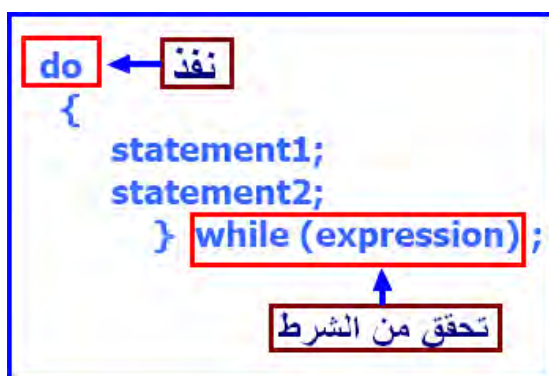 do نفذ
{
statement1;
statement2;
} while (expression) ;
تحقق من الشرط